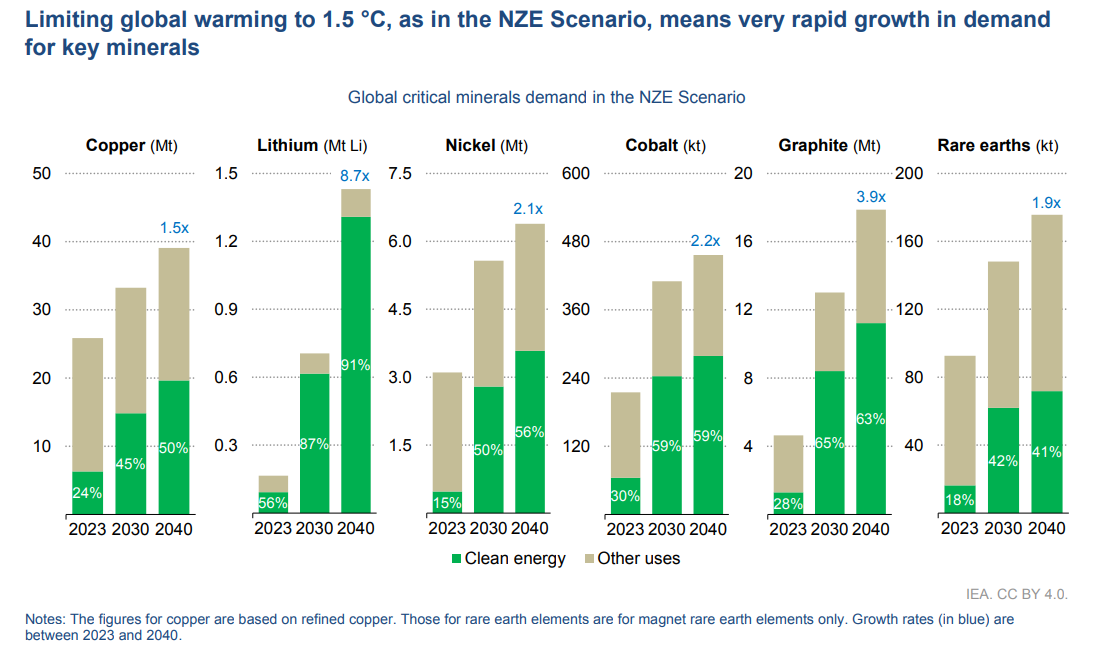 Limiting global warming to 1.5 °C, as in the NZE Scenario, means very rapid growth in demand
for key minerals
Global critical minerals demand in the NZE Scenario
Copper (Mt)
50
40
30
20
10
1.5x
24%
45%
50%
2023 2030 2040
Lithium (Mt Li)
1.5
1.2
0.9
0.6
0.3
8.7x
56%
87%
91%
2023 2030 2040
Nickel (Mt)
7.5
6.0
4.5
3.0
1.5
2.1x
15%
50%
56%
2023 2030 2040
Cobalt (kt)
600
480
360
240
120
2.2x
30%
59%
59%
2023 2030 2040
Graphite (Mt)
20
16
12
8
4
3.9x
28%
65%
63%
2023 2030 2040
Rare earths (kt)
200
160
120
80
40
1.9x
18%
42%
41%
2023 2030 2040
Clean energy
Other uses
IEA. CC BY 4.0.
Notes: The figures for copper are based on refined copper. Those for rare earth elements are for magnet rare earth elements only. Growth rates (in blue) are
between 2023 and 2040.